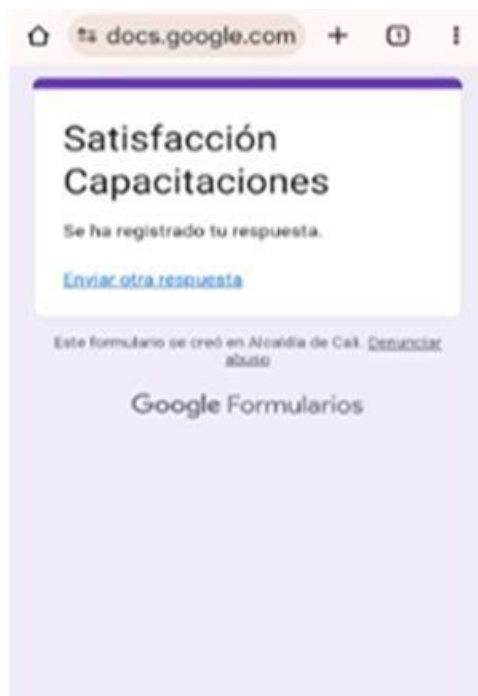 docs.google.com
1
Satisfacción
Capacitaciones
Se ha registrado tu respuesta.
Enviar otra respuesta
Este formulario se creó en Alcaldía de Cali. Denunciar
abuso
Google Formularios